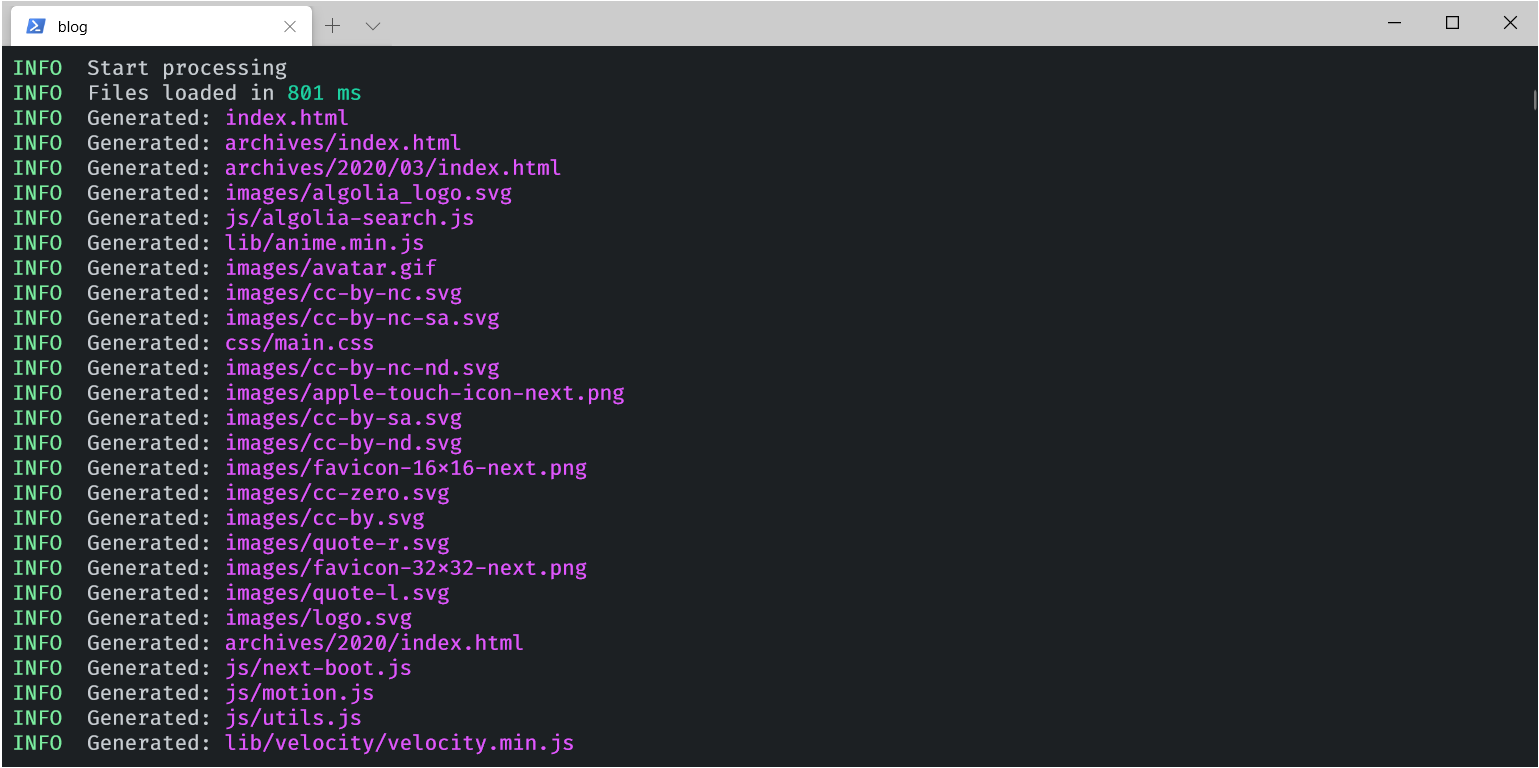 blog
INFO  Start processing
INFO  Files loaded in 801 ms
INFO  Generated: index.html
INFO  Generated: archives/index.html
INFO  Generated: archives/2020/03/index.html
INFO  Generated: images/algolia_logo.svg
INFO  Generated: js/algolia-search.js
INFO  Generated: lib/anime.min.js
INFO  Generated: images/avatar.gif
INFO  Generated: images/cc-by-nc.svg
INFO  Generated: images/cc-by-nc-sa.svg
INFO  Generated: css/main.css
INFO  Generated: images/cc-by-nc-nd.svg
INFO  Generated: images/apple-touch-icon-next.png
INFO  Generated: images/cc-by-sa.svg
INFO  Generated: images/cc-by-nd.svg
INFO  Generated: images/favicon-16×16-next.png
INFO  Generated: images/cc-zero.svg
INFO  Generated: images/cc-by.svg
INFO  Generated: images/quote-r.svg
INFO  Generated: images/favicon-32×32-next.png
INFO  Generated: images/quote-l.svg
INFO  Generated: images/logo.svg
INFO  Generated: archives/2020/index.html
INFO  Generated: js/next-boot.js
INFO  Generated: js/motion.js
INFO  Generated: js/utils.js
INFO  Generated: lib/velocity/velocity.min.js